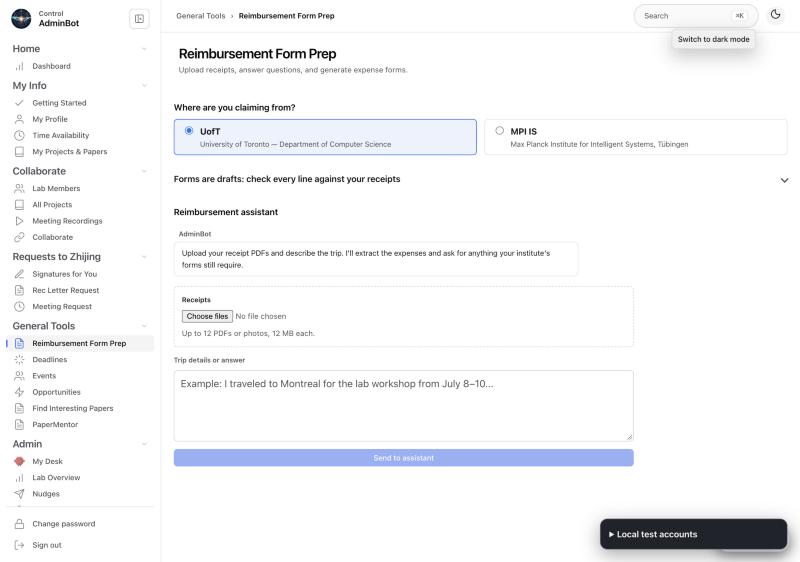 Control
AdminBot
Home
Dashboard
My Info
Getting Started
My Profile
Time Availability
My Projects & Papers
Collaborate
Lab Members
All Projects
Meeting Recordings
Collaborate
Requests to Zhijing
Signatures for You
Rec Letter Request
Meeting Request
General Tools
Reimbursement Form Prep
Deadlines
Events
Opportunities
Find Interesting Papers
PaperMentor
Admin
My Desk
Lab Overview
Nudges
Change password
Sign out
General Tools › Reimbursement Form Prep
Search ⌘K
Switch to dark mode
Reimbursement Form Prep
Upload receipts, answer questions, and generate expense forms.
Where are you claiming from?
UofT
University of Toronto — Department of Computer Science
MPI IS
Max Planck Institute for Intelligent Systems, Tübingen
Forms are drafts: check every line against your receipts
Reimbursement assistant
AdminBot
Upload your receipt PDFs and describe the trip. I'll extract the expenses and ask for anything your institute's
forms still require.
Receipts
Choose files No file chosen
Up to 12 PDFs or photos, 12 MB each.
Trip details or answer
Example: I traveled to Montreal for the lab workshop from July 8–10...
Send to assistant
Local test accounts